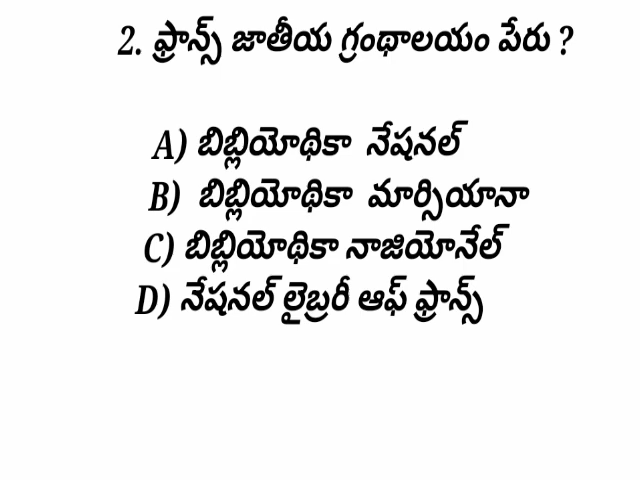 2. ఫ్రాన్స్ జాతీయ గ్రంథాలయం పేరు ?
A) బిబ్లియోథికా నేషనల్
B) బిబ్లియోథికా మార్సియానా
C) బిబ్లియోథికా నాజియోనేల్
D) నేషనల్ లైబ్రరీ ఆఫ్ ఫ్రాన్స్